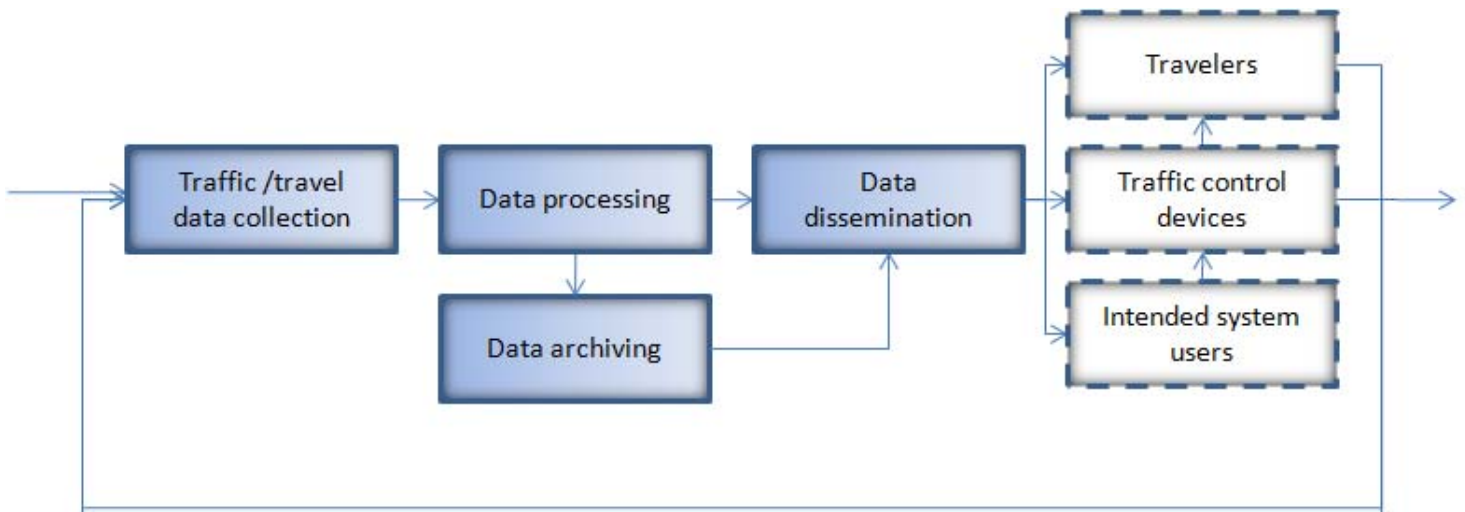 Travelers
Traffic /travel
data collection
Data processing
Data
dissemination
Traffic control
devices
Data archiving
Intended system
users